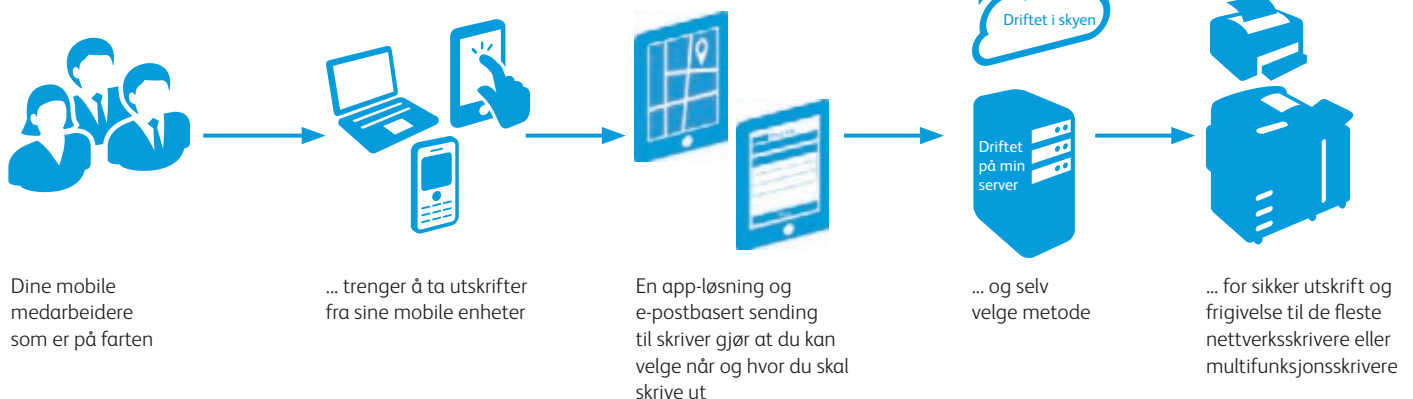 Driftet i skyen
Driftet
på min
server
Dine mobile
medarbeidere
som er på farten
... trenger å ta utskrifter
fra sine mobile enheter
En app-løsning og
e-postbasert sending
til skriver gjør at du kan
velge når og hvor du skal
skrive ut
... og selv
velge metode
... for sikker utskrift og
frigivelse til de fleste
nettverksskrivere eller
multifunksjonsskrivere